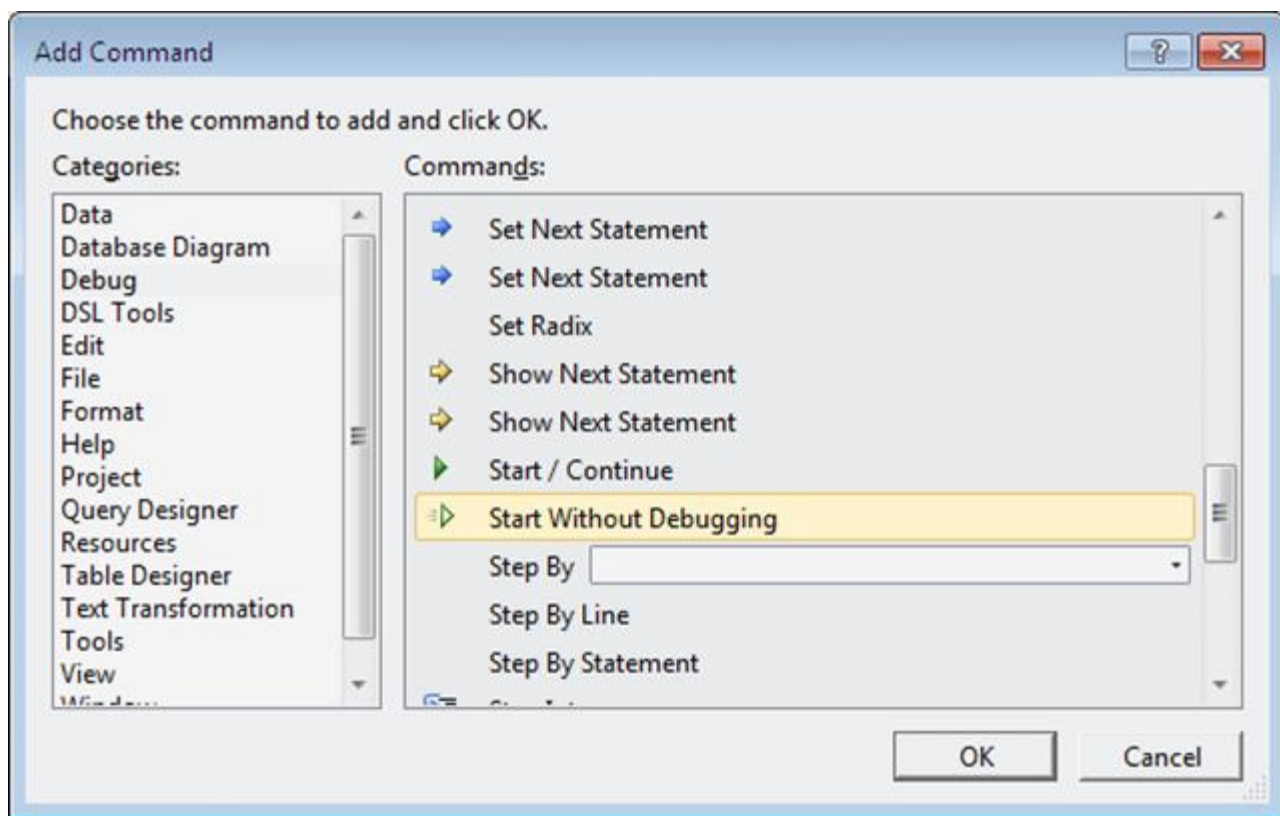 Add Command
Choose the command to add and click OK.
Categories:
Commands:
Data
Database Diagram
Debug
DSL Tools
Edit
File
Format
Help
Project
Query Designer
Resources
Table Designer
Text Transformation
Tools
View
Set Next Statement
Set Next Statement
Set Radix
Show Next Statement
Show Next Statement
Start / Continue
Start Without Debugging
Step By
Step By Line
Step By Statement
OK
Cancel